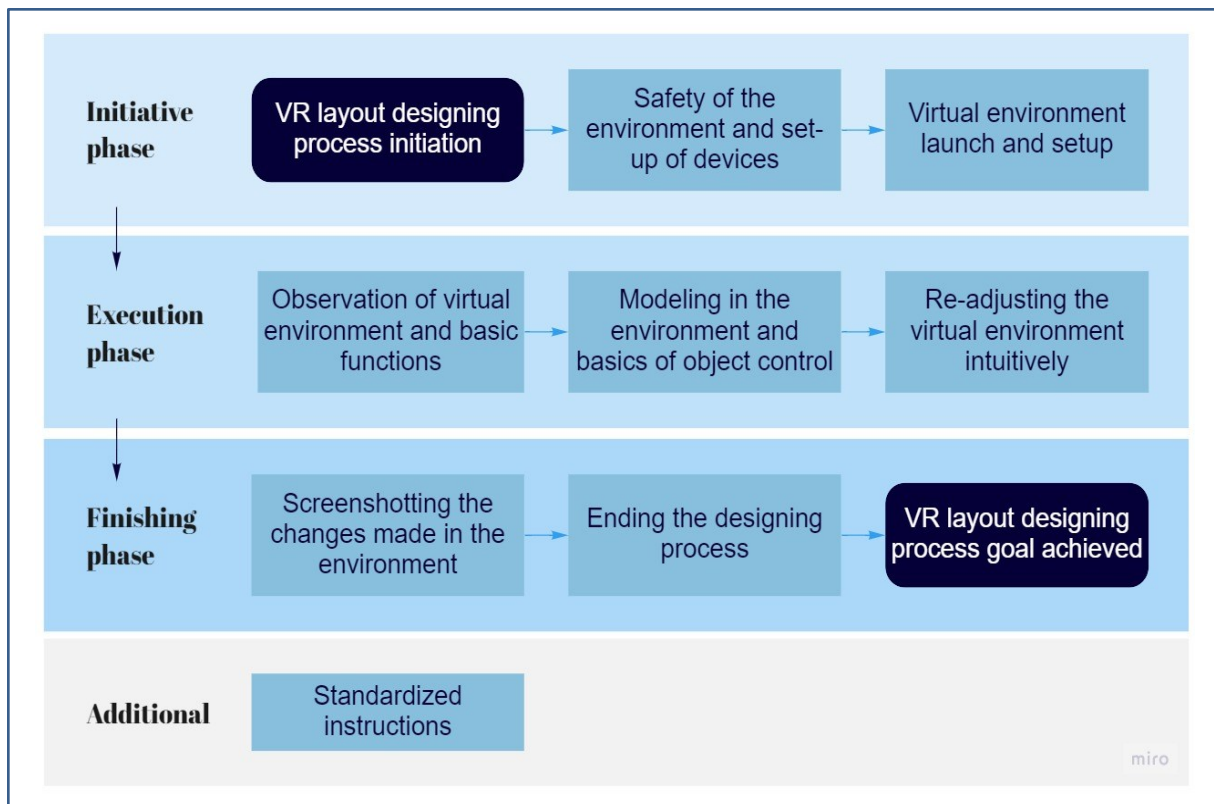 Initiative
phase
VR layout designing
process initiation
Safety of the
environment and set-
up of devices
Virtual environment
launch and setup
Execution
phase
Observation of virtual
environment and basic
functions
Modeling in the
environment and
basics of object control
Re-adjusting the
virtual environment
intuitively
Finishing
phase
Screenshotting the
changes made in the
environment
Ending the designing
process
VR layout designing
process goal achieved
Additional
Standardized
instructions
miro